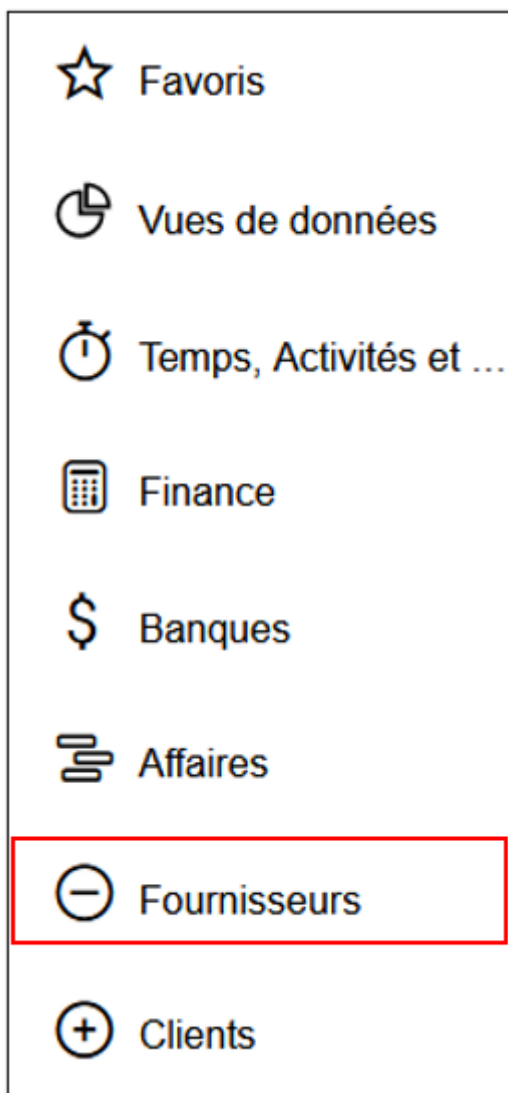 Favoris
Vues de données
Temps, Activités et ...
Finance
Banques
Affaires
Fournisseurs
Clients